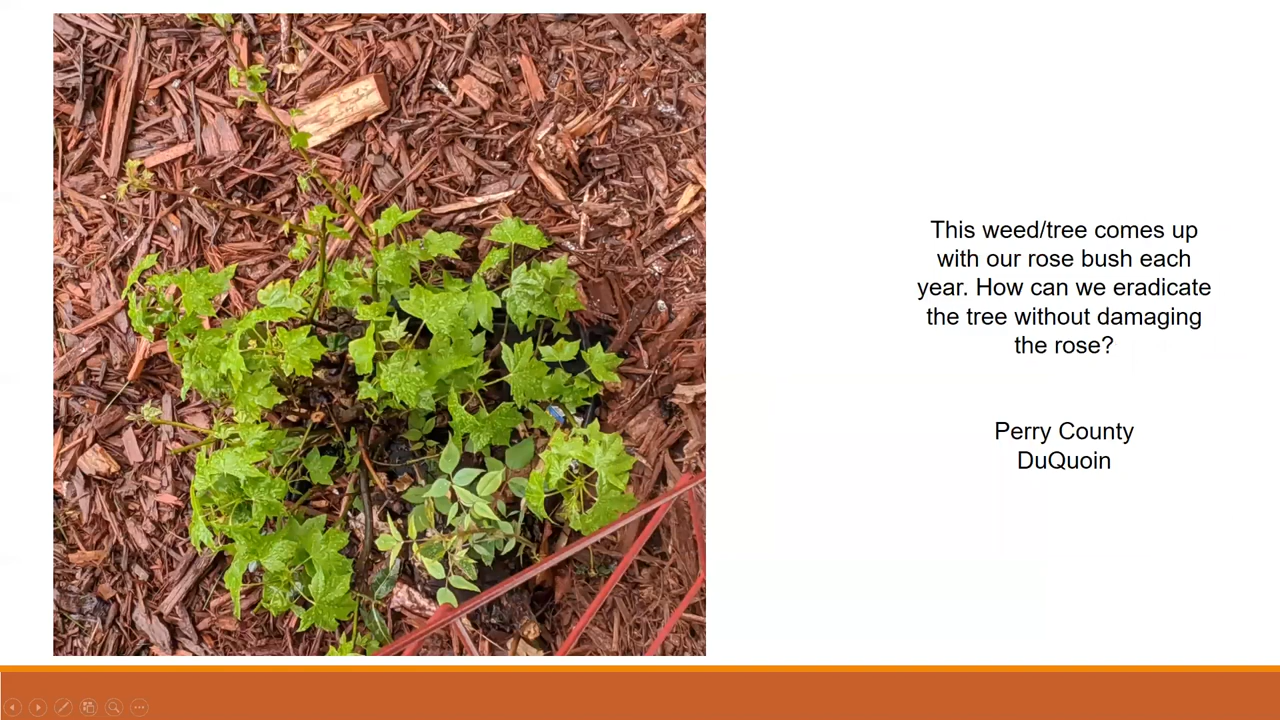 This weed/tree comes up
with our rose bush each
year. How can we eradicate
the tree without damaging
the rose?
Perry County
DuQuoin